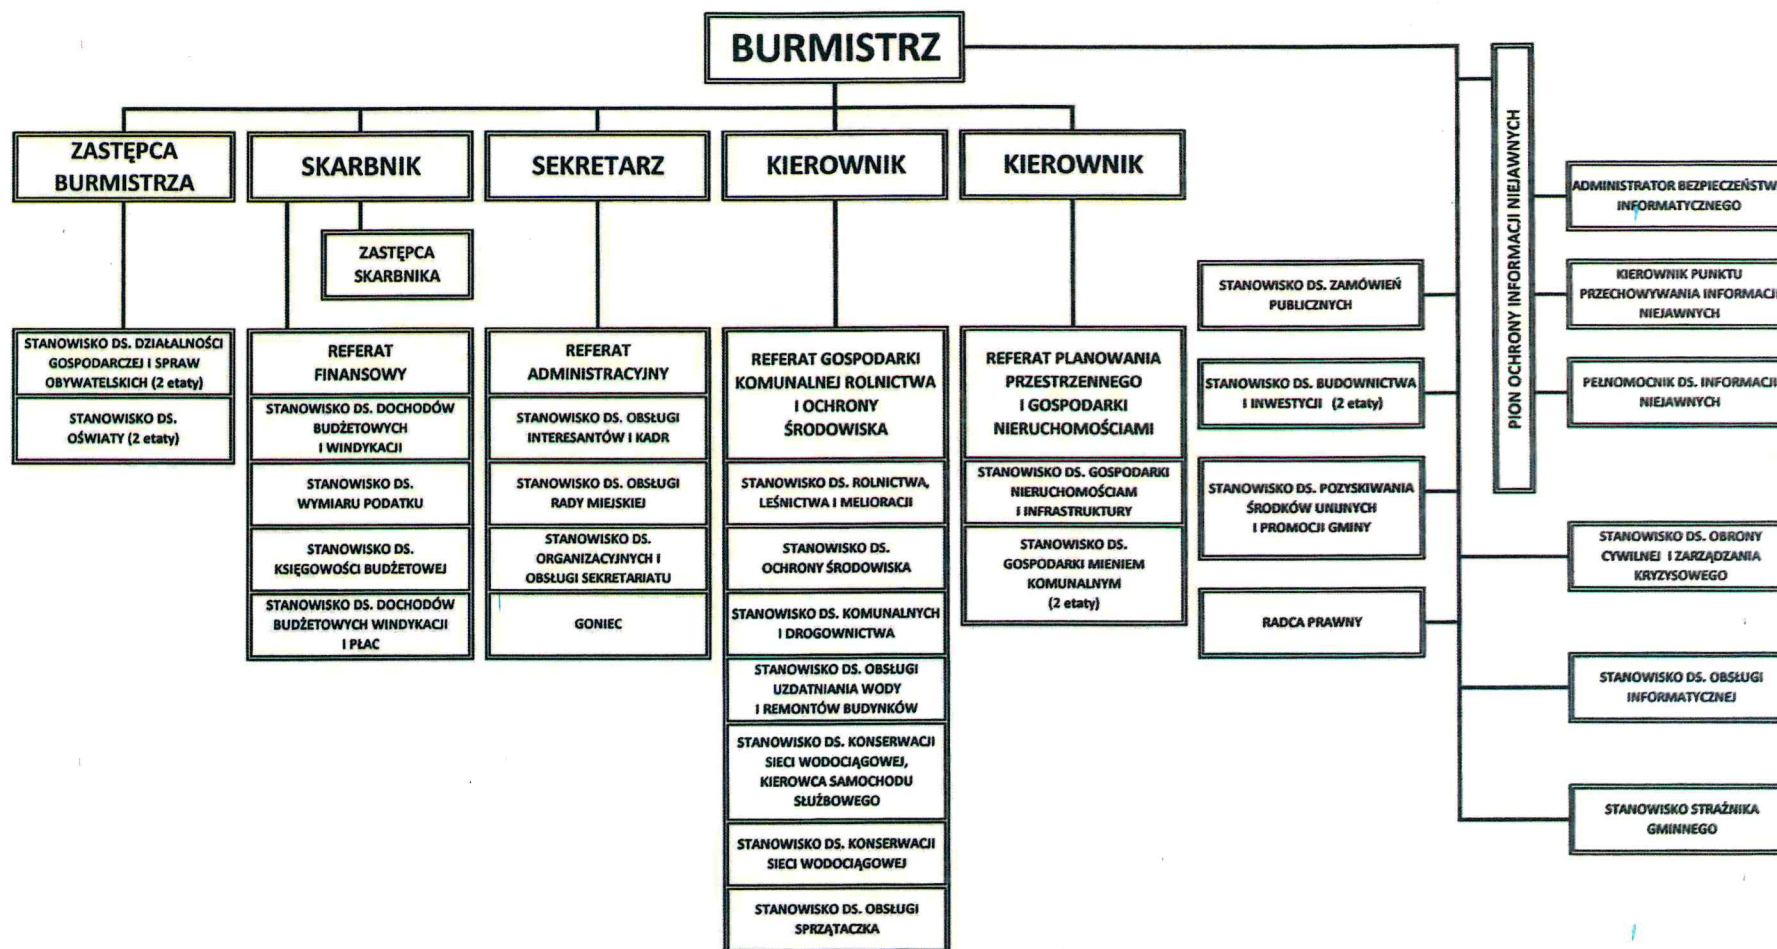 BURMISTRZ
ZASTĘPCA
BURMISTRZA
SKARBNIK
SEKRETARZ
KIEROWNIK
KIEROWNIK
ZASTĘPCA
SKARBNIKA
STANOWISKO DS. DZIAŁALNOŚCI
GOSPODARCZEJ I SPRAW
OBYWATELSKICH (2 etaty)
STANOWISKO DS.
OŚWIATY (2 etaty)
REFERAT
FINANSOWY
STANOWISKO DS. DOCHODÓW
BUDŻETOWYCH
I WINDYKACJI
STANOWISKO DS.
WYMIARU PODATKU
STANOWISKO DS.
KSIĘGOWOŚCI BUDŻETOWEJ
STANOWISKO DS. DOCHODÓW
BUDŻETOWYCH WINDYKACJI
I PŁAC
REFERAT
ADMINISTRACYJNY
STANOWISKO DS. OBSŁUGI
INTERESANTÓW I KADR
STANOWISKO DS. OBSŁUGI
RADY MIEJSKIEJ
STANOWISKO DS.
ORGANIZACYJNYCH I
OBSŁUGI SEKRETARIATU
GONIEC
REFERAT GOSPODARKI
KOMUNALNEJ ROLNICTWA
I OCHRONY
ŚRODOWISKA
STANOWISKO DS. ROLNICTWA,
LEŚNICTWA I MELIORACJI
STANOWISKO DS.
OCHRONY ŚRODOWISKA
STANOWISKO DS. KOMUNALNYCH
I DROGOWNICTWA
STANOWISKO DS. OBSŁUGI
UZDATNIANIA WODY
I REMONTÓW BUDYNKÓW
STANOWISKO DS. KONSERWACJI
SIECI WODOCIĄGOWEJ,
KIEROWCA SAMOCHODU
SŁUŻBOWEGO
STANOWISKO DS. KONSERWACJI
SIECI WODOCIĄGOWEJ
STANOWISKO DS. OBSŁUGI
SPRZĄTACZKA
REFERAT PLANOWANIA
PRZESTRZENNEGO
I GOSPODARKI
NIERUCHOMOŚCIAMI
STANOWISKO DS. GOSPODARKI
NIERUCHOMOŚCIAM
I INFRASTRUKTURY
STANOWISKO DS.
GOSPODARKI MIENIEM
KOMUNALNYM
(2 etaty)
STANOWISKO DS. ZAMÓWIEŃ
PUBLICZNYCH
STANOWISKO DS. BUDOWNICTWA
I INWESTYCJI (2 etaty)
STANOWISKO DS. POZYSKIWANIA
ŚRODKÓW UNIJNYCH
I PROMOCJI GMINY
RADCA PRAWNY
PION OCHRONY INFORMACJI NIEJAWNYCH
ADMINISTRATOR BEZPIECZEŃSTW
INFORMATYCZNEGO
KIEROWNIK PUNKTU
PRZECHOWYWANIA INFORMACJI
NIEJAWNYCH
PEŁNOMOCNIK DS. INFORMACJI
NIEJAWNYCH
STANOWISKO DS. OBRONY
CYWILNEJ I ZARZĄDZANIA
KRYZYSOWEGO
STANOWISKO DS. OBSŁUGI
INFORMATYCZNEJ
STANOWISKO STRAŻNIKA
GMINNEGO